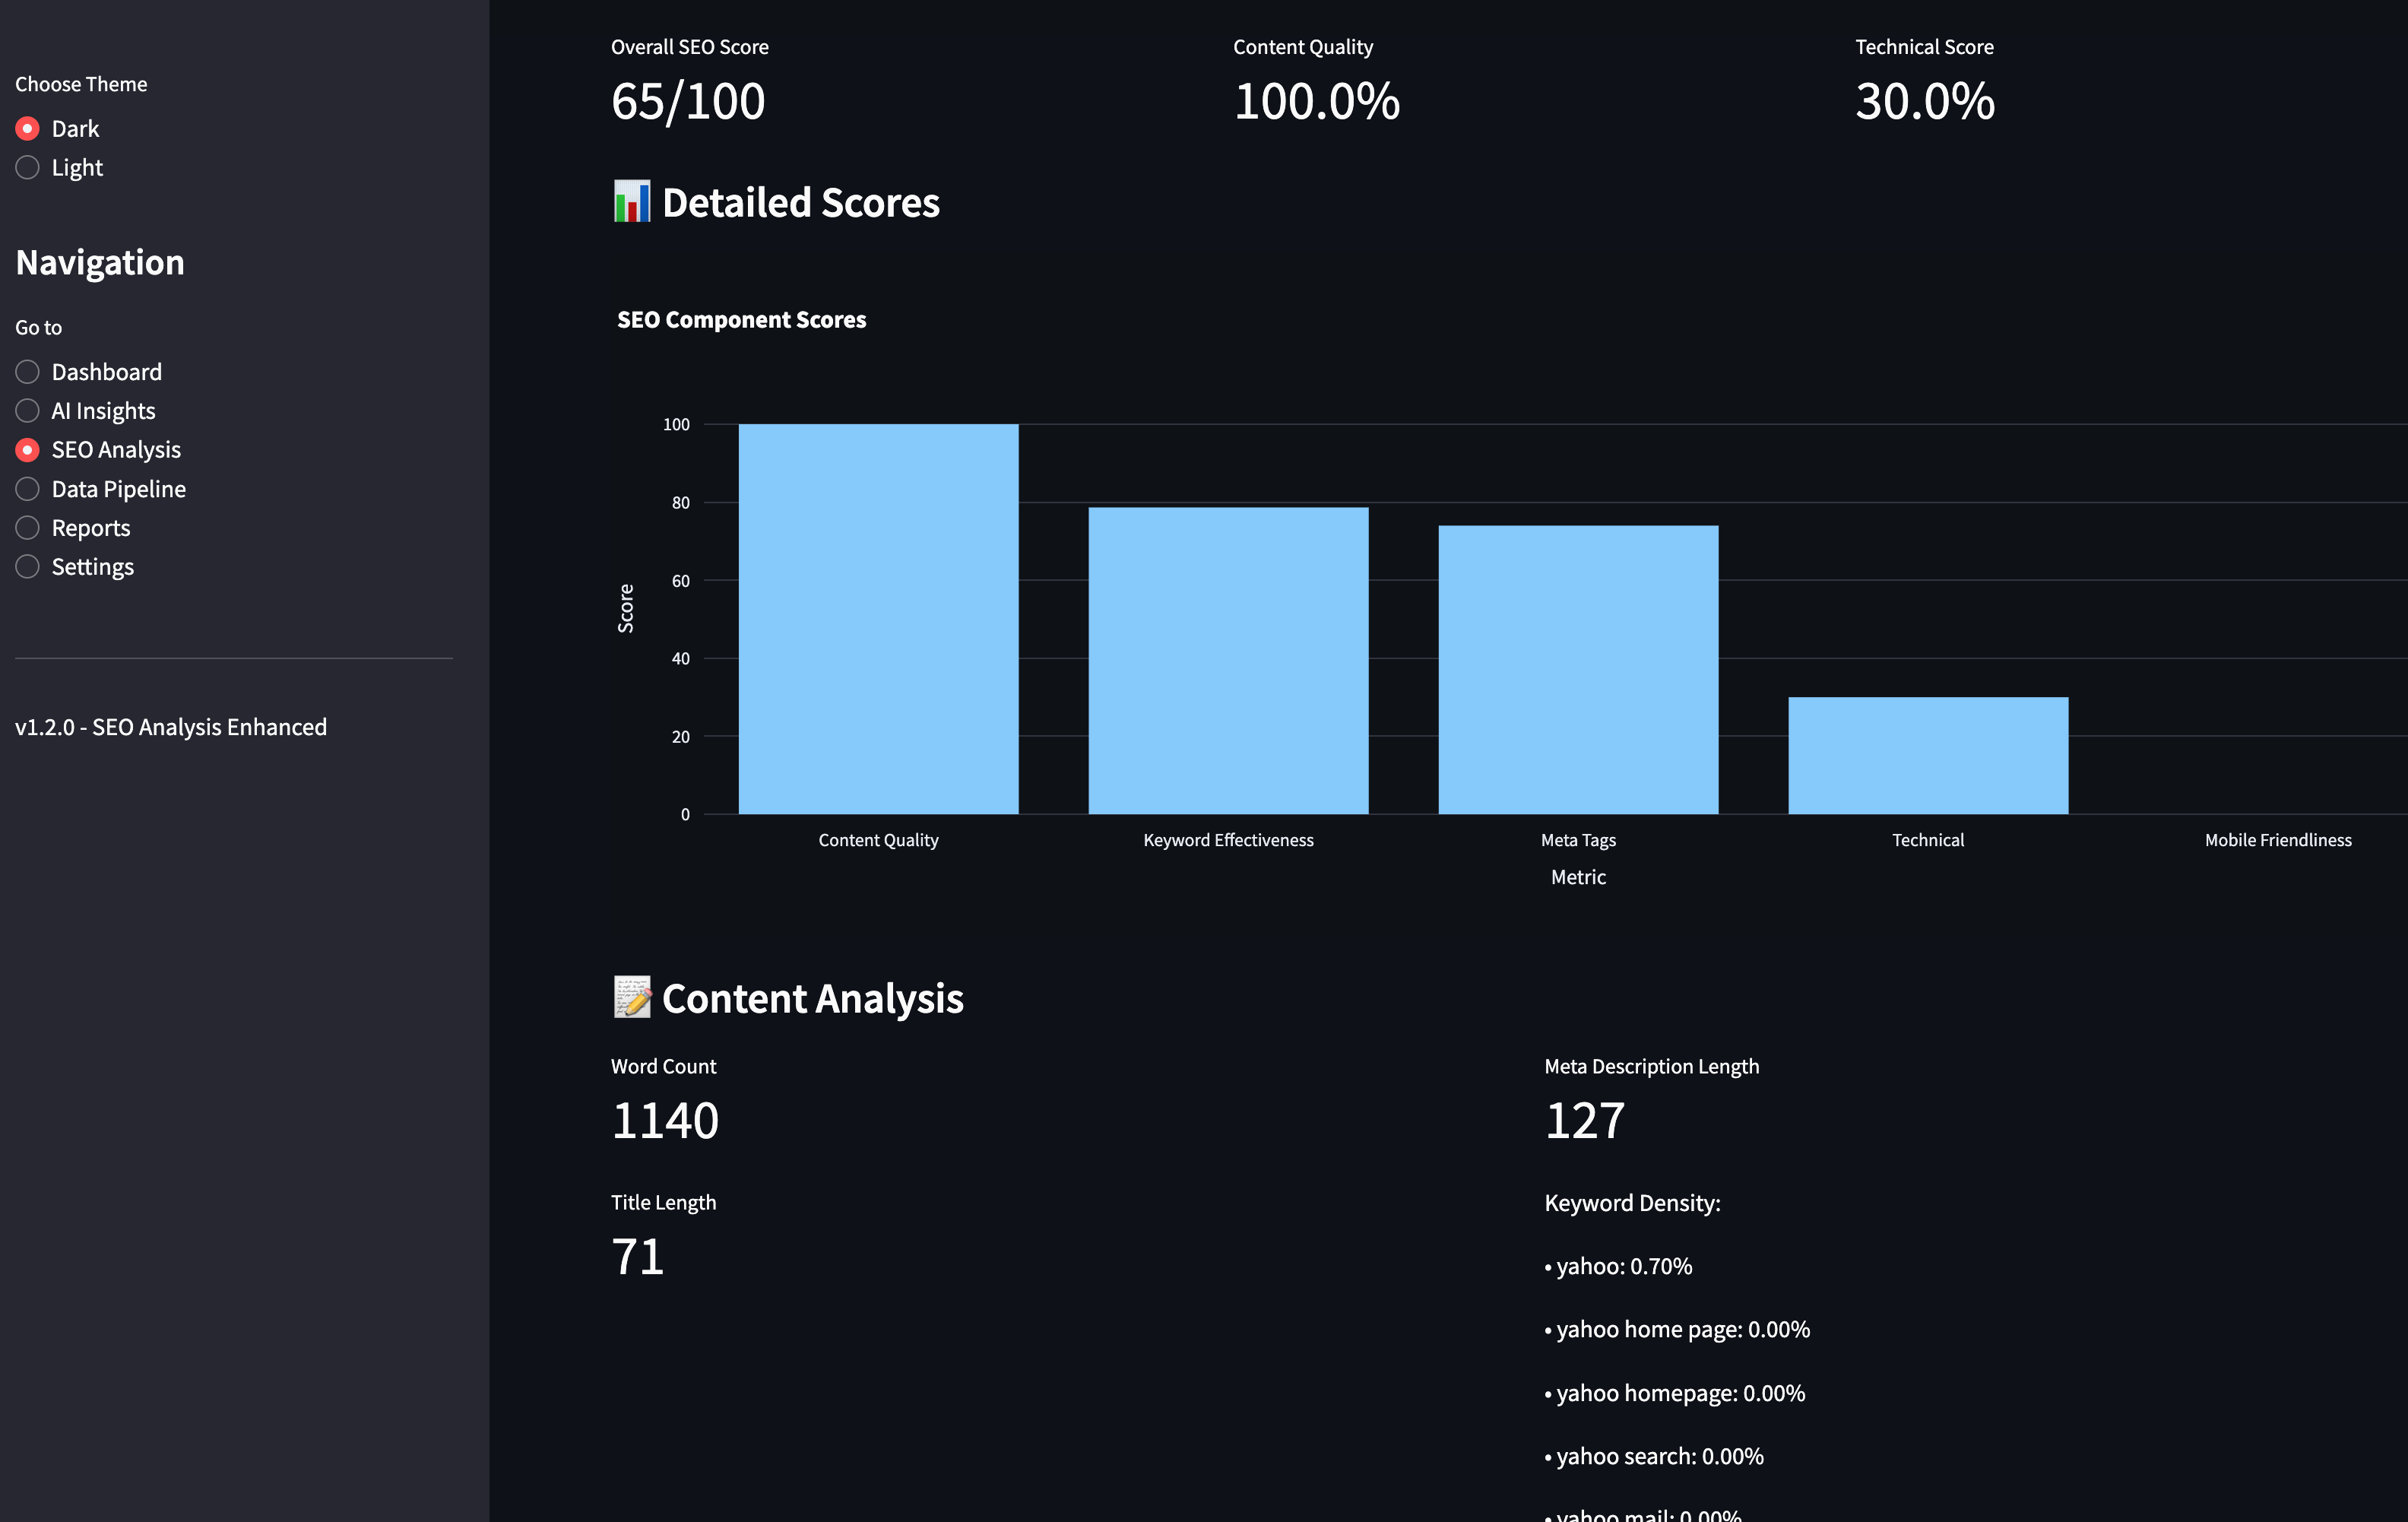 Choose Theme
Dark
Light
Navigation
Go to
Dashboard
AI Insights
SEO Analysis
Data Pipeline
Reports
Settings
v1.2.0 - SEO Analysis Enhanced
Overall SEO Score
65/100
Content Quality
100.0%
Technical Score
30.0%
Detailed Scores
SEO Component Scores
100
80
60
40
20
0
Score
Content Quality
Keyword Effectiveness
Meta Tags
Technical
Mobile Friendliness
Metric
Content Analysis
Word Count
1140
Title Length
71
Meta Description Length
127
Keyword Density:
• yahoo: 0.70%
• yahoo home page: 0.00%
• yahoo homepage: 0.00%
• yahoo search: 0.00%
• yahoo mail: 0.00%